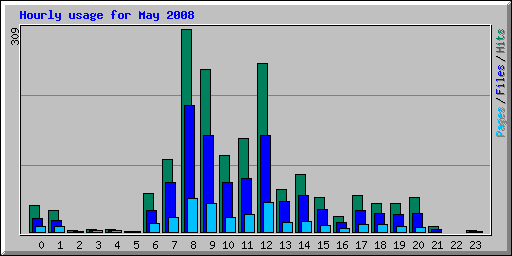 Hourly usage for May 2008
309
Pages/Files/Hits
0 1 2 3 4 5 6 7 8 9 10 11 12 13 14 15 16 17 18 19 20 21 22 23